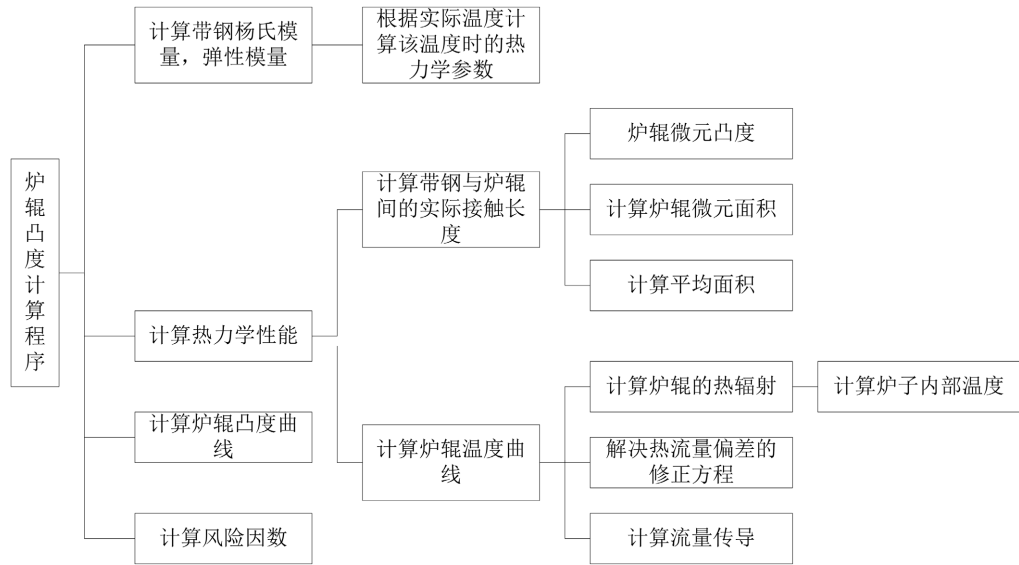 炉
辊
凸
度
计
算
程
序
计算带钢杨氏模
量，弹性模量
根据实际温度计
算该温度时的热
力学参数
计算热力学性能
计算带钢与炉辊
间的实际接触长
度
炉辊微元凸度
计算炉辊微元面积
计算平均面积
计算炉辊温度曲
线
计算炉辊的热辐射
计算炉子内部温度
解决热流量偏差的
修正方程
计算流量传导
计算炉辊凸度曲
线
计算风险因数